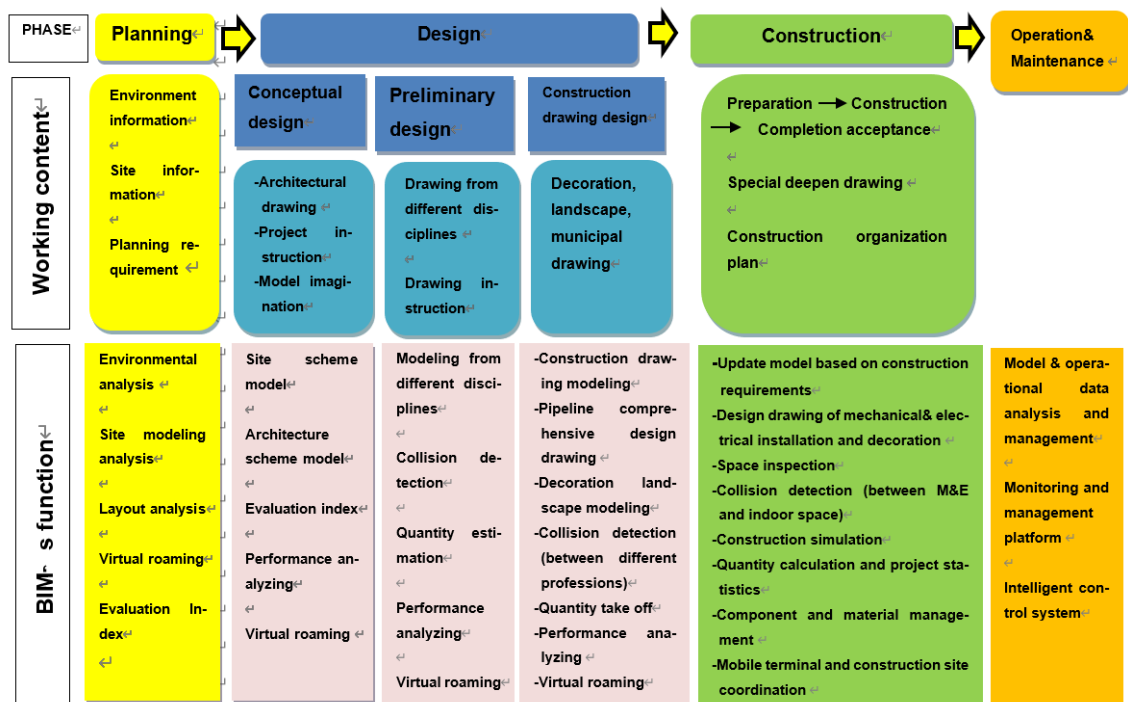 PHASE
Planning
Design
Construction
Operation&
Maintenance
Working content
Environment
information
Site infor-
mation
Planning re-
quirement
Conceptual
design
-Architectural
drawing
-Project in-
struction
-Model imagi-
nation
Preliminary
design
Drawing from
different dis-
ciplines
Drawing in-
struction
Construction
drawing design
Decoration,
landscape,
municipal
drawing
Preparation → Construction
→ Completion acceptance
Special deepen drawing
Construction organization
plan
BIM- s function
Environmental
analysis
Site modeling
analysis
Layout analysis
Virtual roaming
Evaluation In-
dex
Site scheme
model
Architecture
scheme model
Evaluation index
Performance an-
alyzing
Virtual roaming
Modeling from
different disci-
plines
Collision de-
tection
Quantity esti-
mation
Performance
analyzing
Virtual roaming
-Construction draw-
ing modeling
-Pipeline compre-
hensive design
drawing
-Decoration land-
scape modeling
-Collision detection
(between different
professions)
-Quantity take off
-Performance ana-
lyzing
-Virtual roaming
-Update model based on construction
requirements
-Design drawing of mechanical& elec-
trical installation and decoration
-Space inspection
-Collision detection (between M&E
and indoor space)
-Construction simulation
-Quantity calculation and project sta-
tistics
-Component and material manage-
ment
-Mobile terminal and construction site
coordination
Model & opera-
tional data
analysis and
management
Monitoring and
management
platform
Intelligent con-
trol system